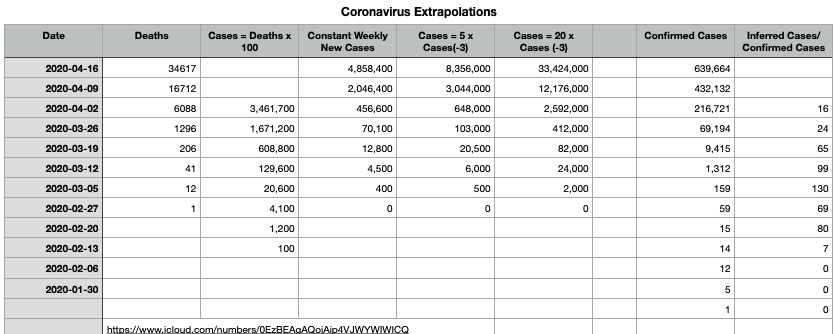 Coronavirus Extrapolations
Date Deaths Cases = Deaths x 100 Constant Weekly New Cases Cases = 5 x Cases(-3) Cases = 20 x Cases (-3) Confirmed Cases Inferred Cases/ Confirmed Cases
2020-04-16 34617 4,858,400 8,356,000 33,424,000 639,664
2020-04-09 16712 2,046,400 3,044,000 12,176,000 432,132
2020-04-02 6088 3,461,700 456,600 648,000 2,592,000 216,721 16
2020-03-26 1296 1,671,200 70,100 103,000 412,000 69,194 24
2020-03-19 206 608,800 12,800 20,500 82,000 9,415 65
2020-03-12 41 129,600 4,500 6,000 24,000 1,312 99
2020-03-05 12 20,600 400 500 2,000 159 130
2020-02-27 1 4,100 0 0 0 59 69
2020-02-20 1,200 15 80
2020-02-13 100 14 7
2020-02-06 12 0
2020-01-30 5 0
1 0
https://www.icloud.com/numbers/0EzBEAgAQojAip4VJWYWIWICQ